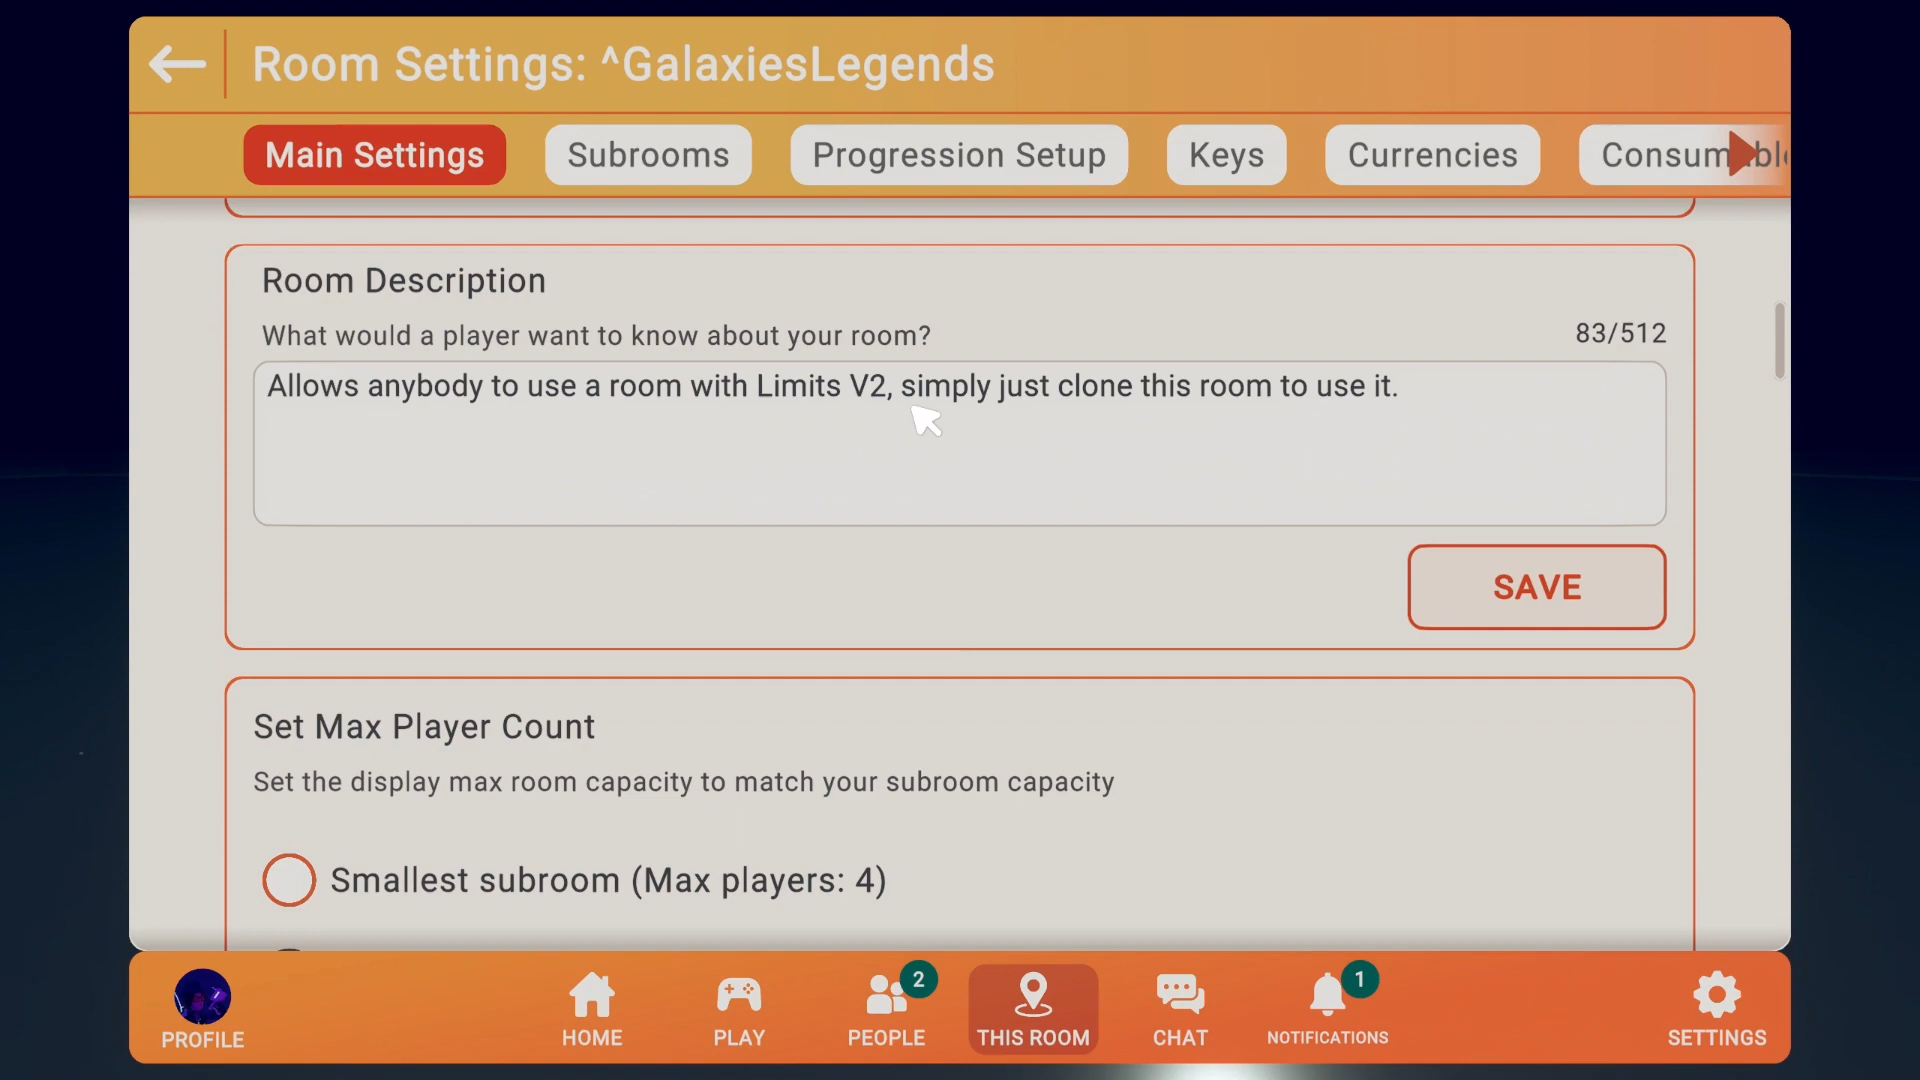 Room Settings: ^GalaxiesLegends
Main Settings
Subrooms
Progression Setup
Keys
Currencies
Room Description
What would a player want to know about your room?
83/512
Allows anybody to use a room with Limits V2, simply just clone this room to use it.
SAVE
Set Max Player Count
Set the display max room capacity to match your subroom capacity
Smallest subroom (Max players: 4)
2
1
PROFILE
HOME
PLAY
PEOPLE
THIS ROOM
CHAT
NOTIFICATIONS
SETTINGS